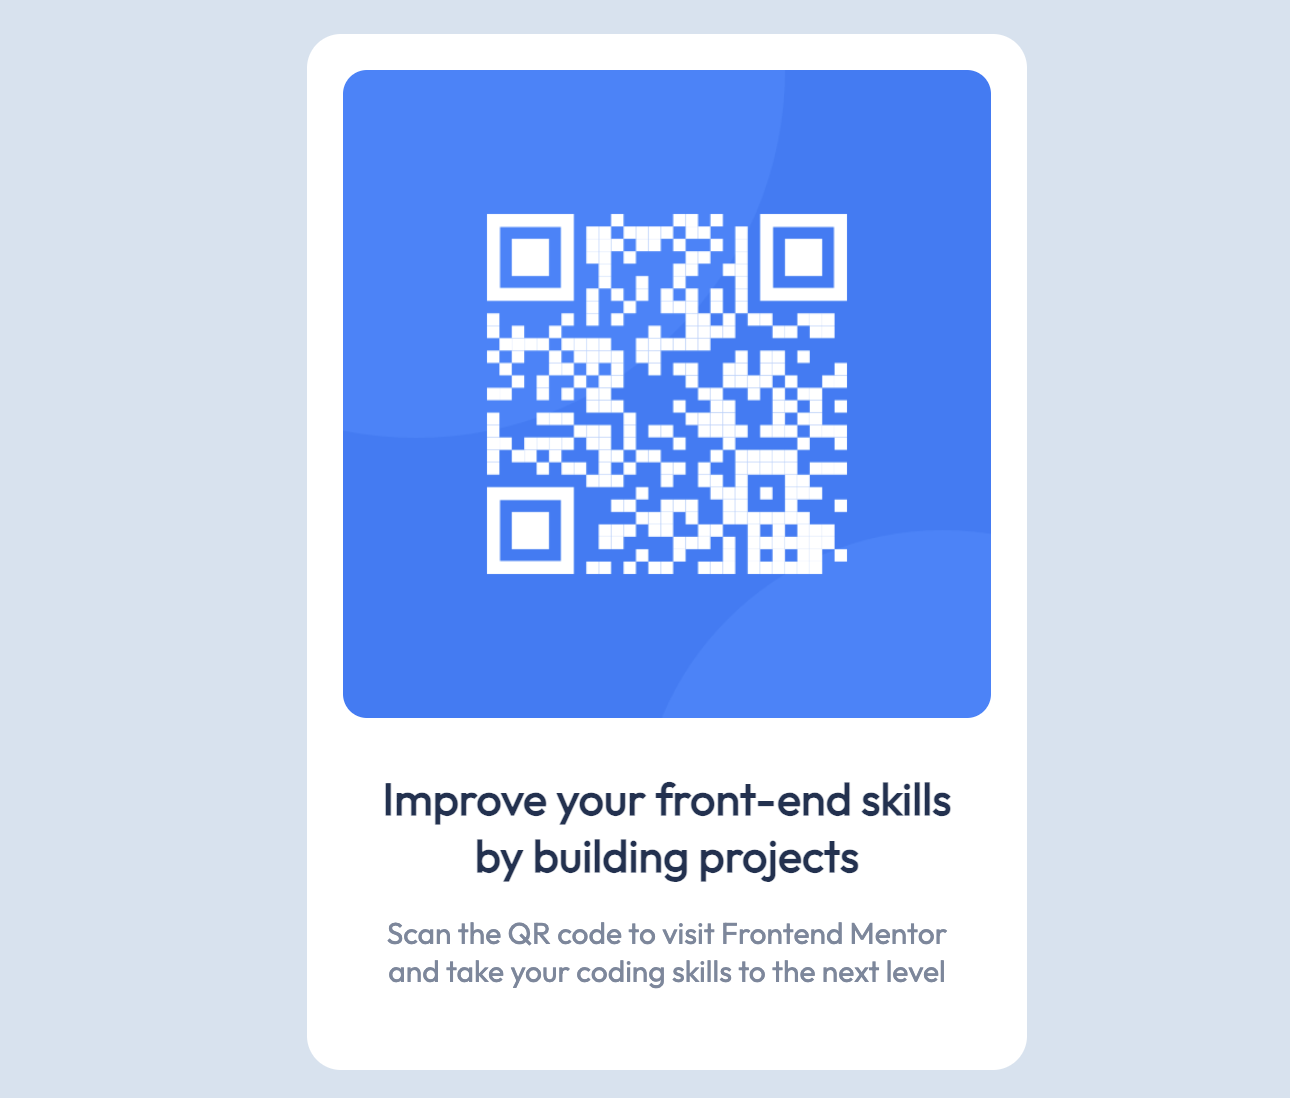 Improve your front-end skills
by building projects
Scan the QR code to visit Frontend Mentor
and take your coding skills to the next level